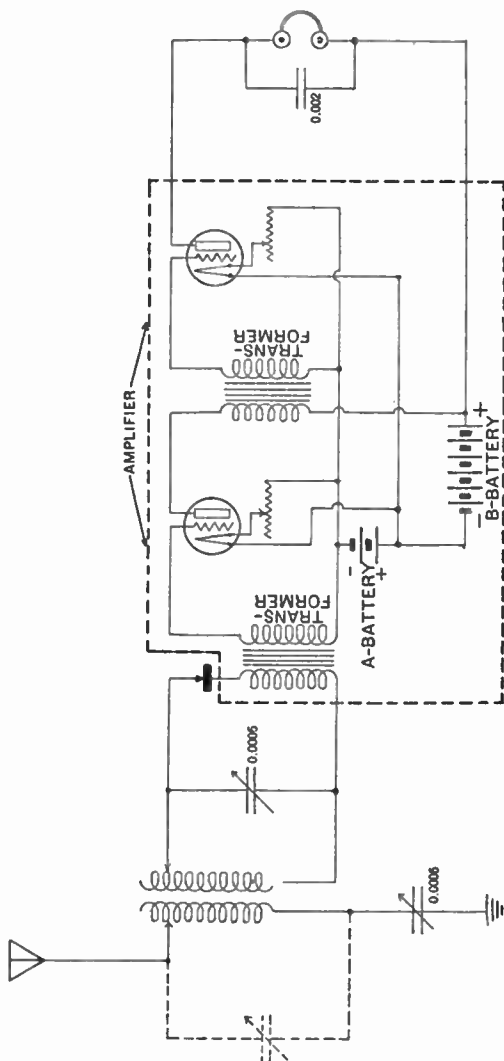 AMPLIFIER
0.002
TRANS-
FORMER
TRANS-
FORMER
-
+
A-BATTERY
-
+
B-BATTERY
0.0005
0.0005